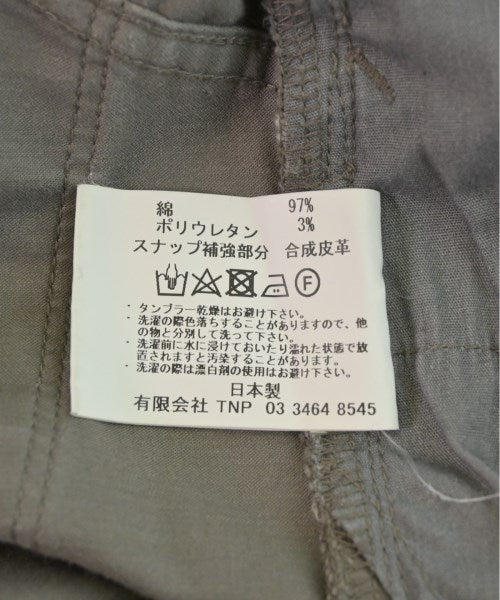 綿 97%
ポリウレタン 3%
スナップ補強部分 合成皮革
F
・タンブラー乾燥はお避け下さい。
・洗濯の際色落ちすることがありますので、他
の物と分別して洗って下さい。
・洗濯前に水に浸けておいたり濡れた状態で放
置されますと汚染することがあります。
・洗濯の際は漂白剤の使用はお避け下さい。
日本製
有限会社 TNP 03 3464 8545